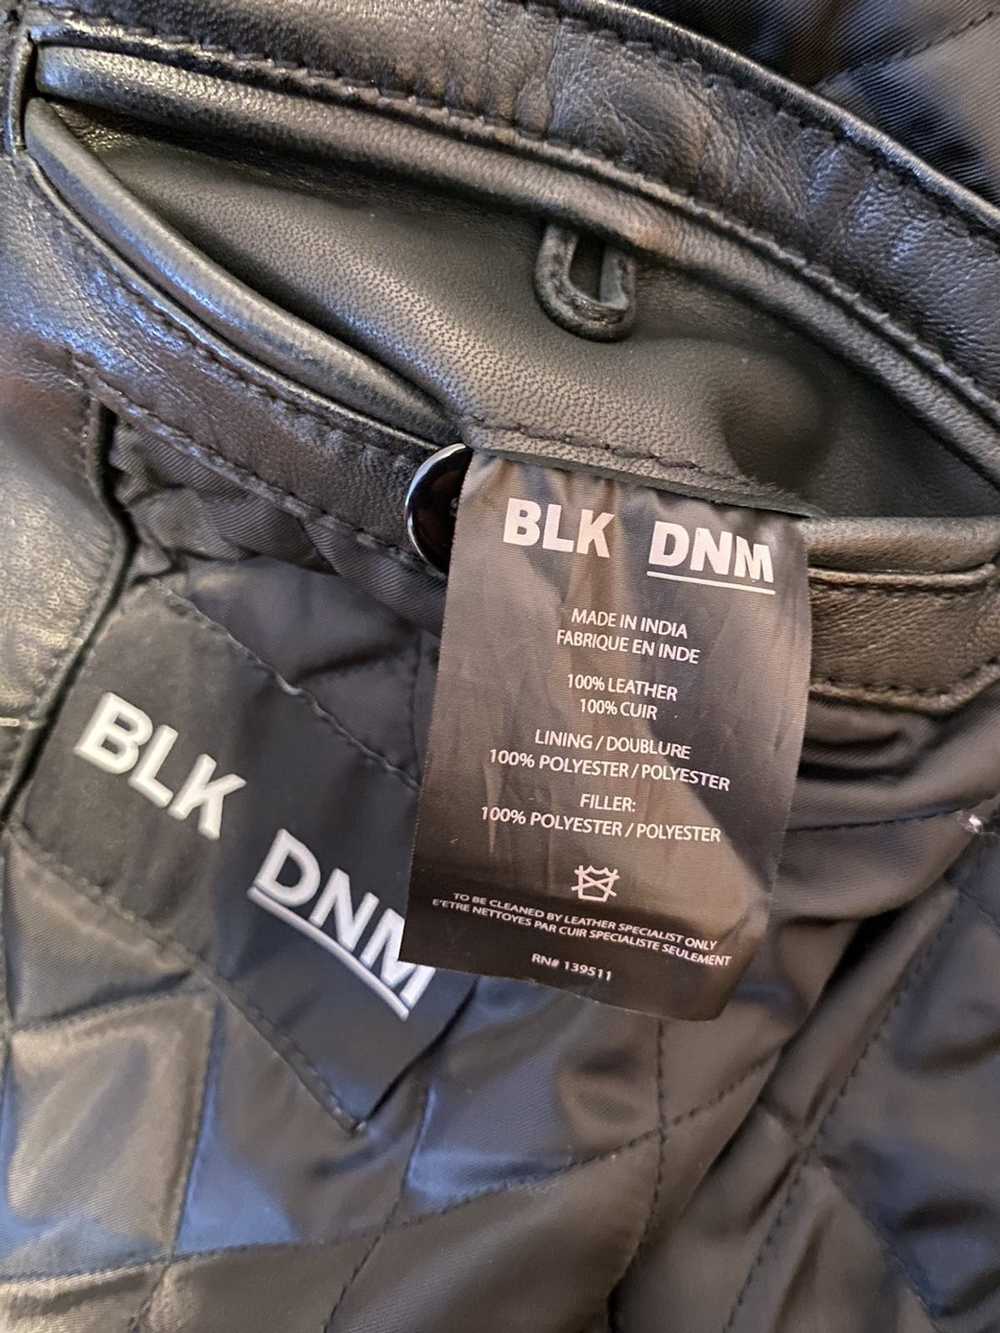 BLK DNM
MADE IN INDIA
FABRIQUE EN INDE
100% LEATHER
100% CUIR
LINING / DOUBLURE
100% POLYESTER / POLYESTER
FILLER:
100% POLYESTER / POLYESTER
TO BE CLEANED BY LEATHER SPECIALIST ONLY
E'ETRE NETTOYES PAR CUIR SPECIALISTE SEULEMENT
RN# 139511
BLK
DNM